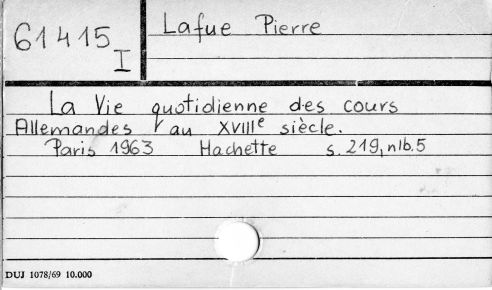 61415 I
Lafue Pierre
La Vie quotidienne des cours
Allemandes au XVIIIe siècle.
Paris 1963 Hachette s. 219, nlb. 5
DUJ 1078/69 10.000